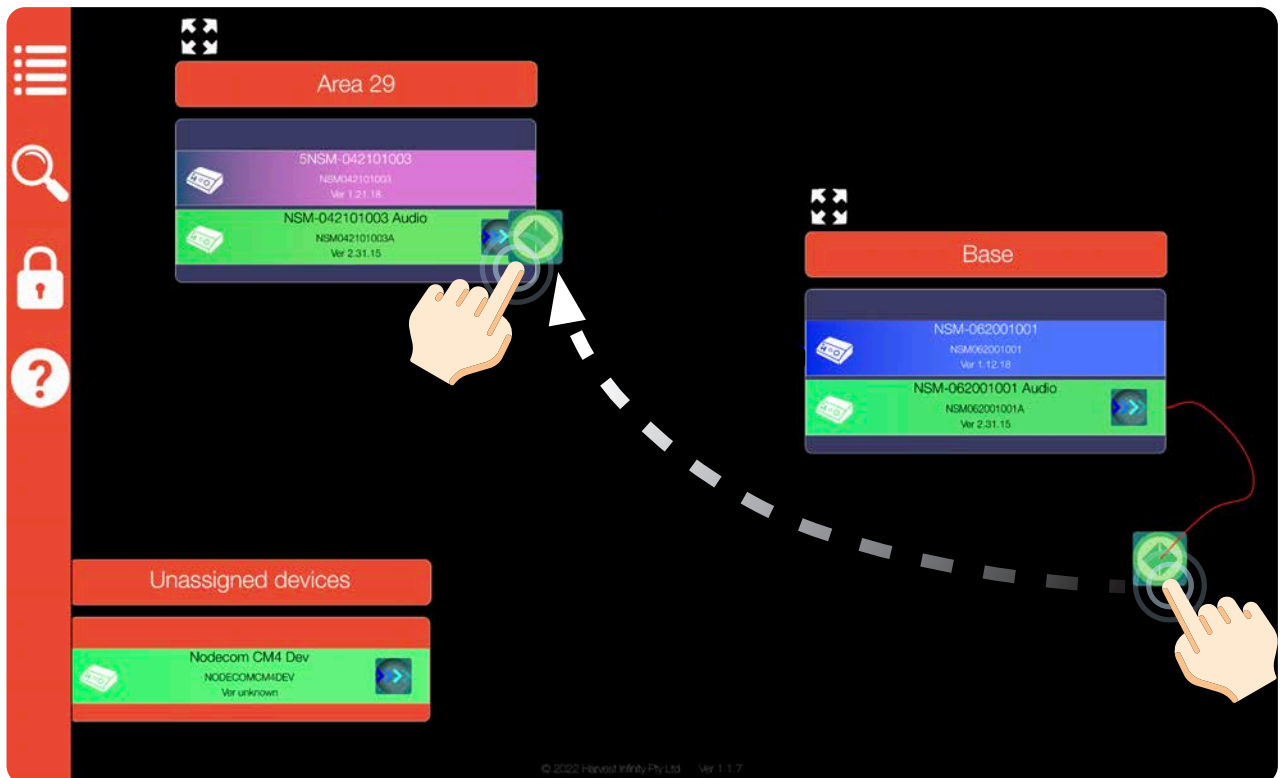 Area 29
5NSM-042101003
NSM042101003
Ver 1.21.18
NSM-042101003 Audio
NSM042101003A
Ver 2.31.15
Base
NSM-062001001
NSM062001001
Ver 1.12.18
NSM-062001001 Audio
NSM062001001A
Ver 2.31.15
Unassigned devices
Nodecom CM4 Dev
NODECOMCM4DEV
Ver unknown
© 2022 Harvest Infinity Pty Ltd Ver 1.1.7